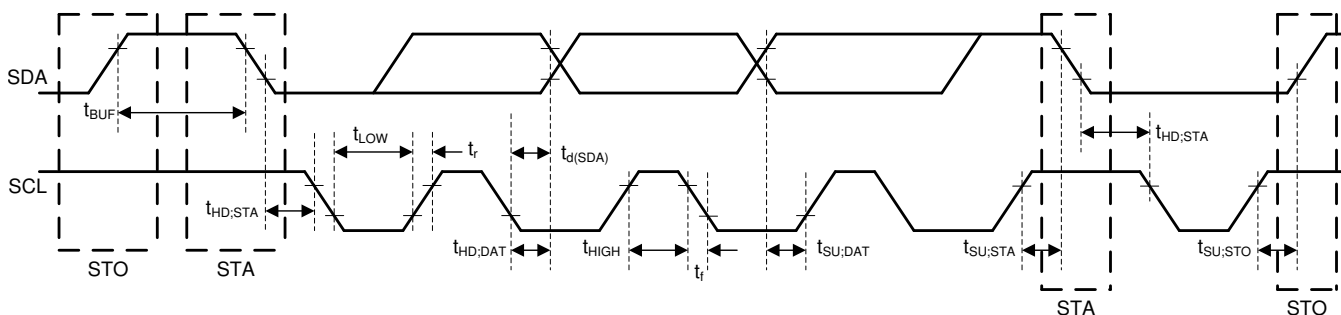 SDA
t_BUF
t_LOW
t_r
t_d(SDA)
t_HD;STA
SCL
t_HD;STA
t_HD;DAT
t_HIGH
t_f
t_SU;DAT
t_SU;STA
t_SU;STO
STO
STA
STA
STO